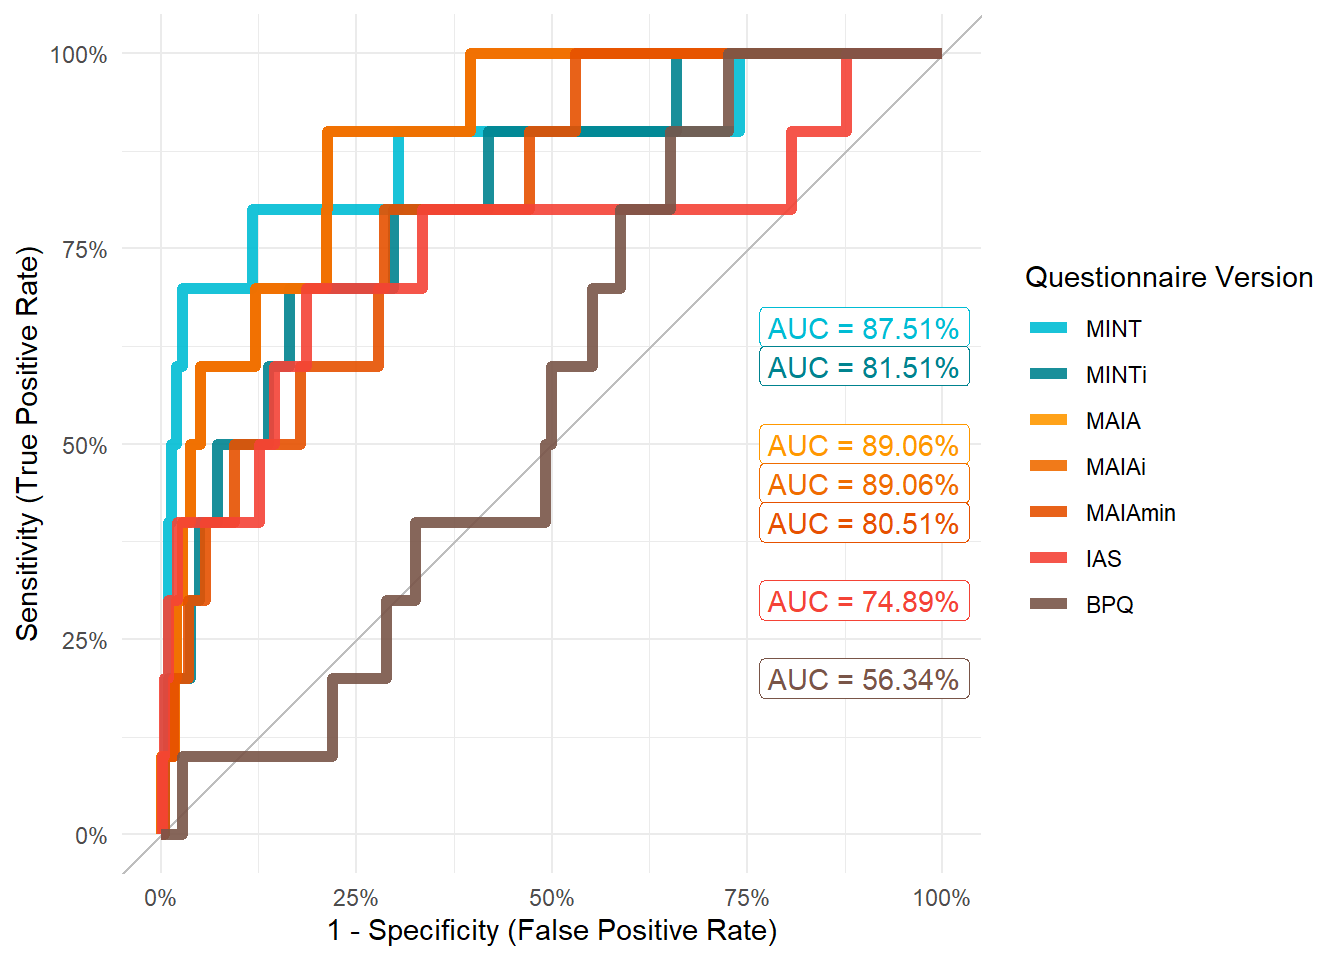 100%
75%
50%
25%
0%
Sensitivity (True Positive Rate)
0%
25%
50%
75%
100%
1 - Specificity (False Positive Rate)
AUC = 87.51%
AUC = 81.51%
AUC = 89.06%
AUC = 89.06%
AUC = 80.51%
AUC = 74.89%
AUC = 56.34%
Questionnaire Version
MINT
MINTi
MAIA
MAIAi
MAIAmin
IAS
BPQ